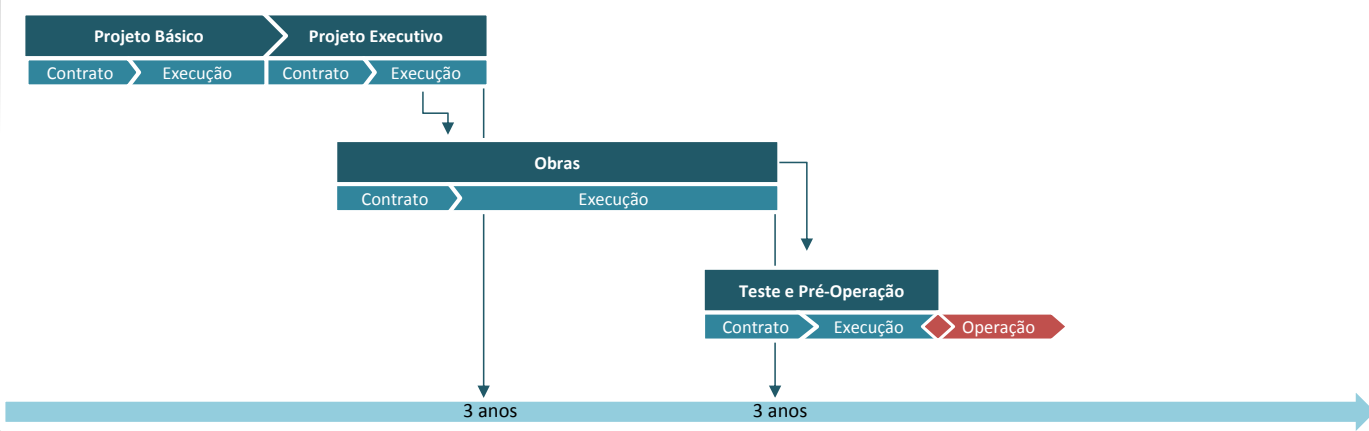 Projeto Básico
Projeto Executivo
Contrato
Execução
Contrato
Execução
Obras
Contrato
Execução
Teste e Pré-Operação
Contrato
Execução
Operação
3 anos
3 anos